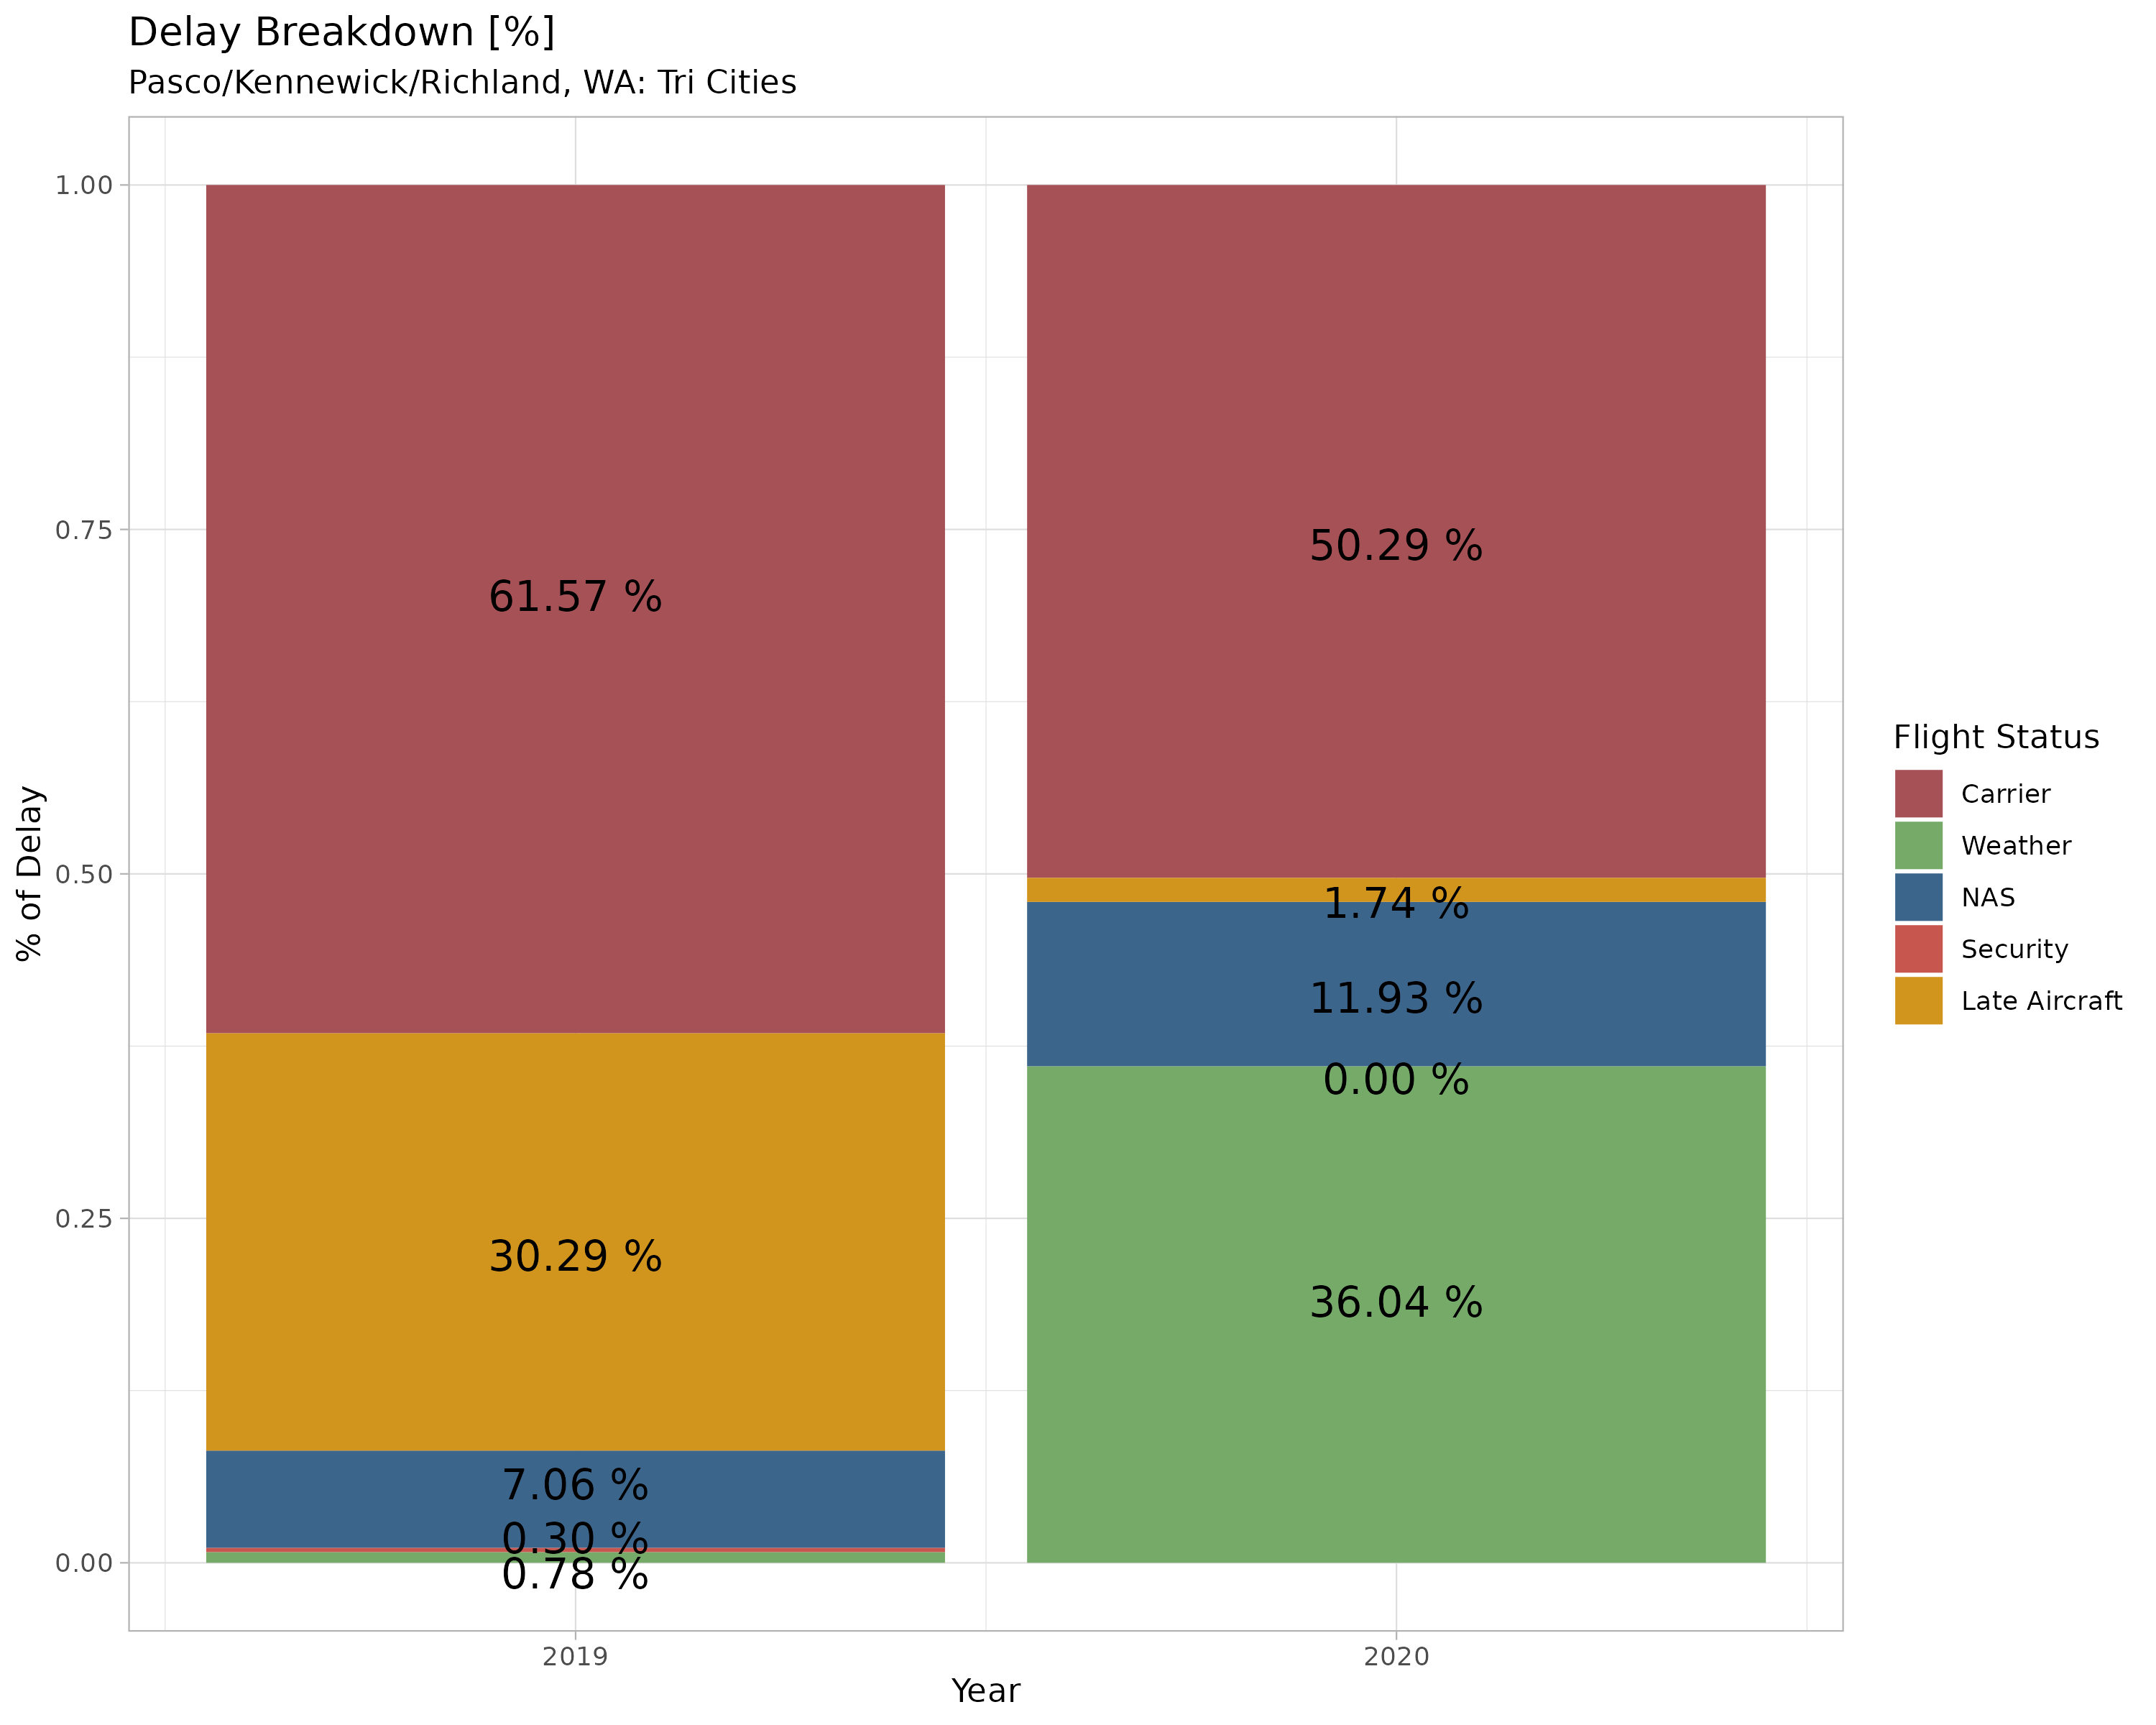 Delay Breakdown [%]
Pasco/Kennewick/Richland, WA: Tri Cities
% of Delay
1.00
0.75
0.50
0.25
0.00
61.57 %
30.29 %
7.06 %
0.30 %
0.78 %
50.29 %
1.74 %
11.93 %
0.00 %
36.04 %
2019
2020
Year
Flight Status
Carrier
Weather
NAS
Security
Late Aircraft